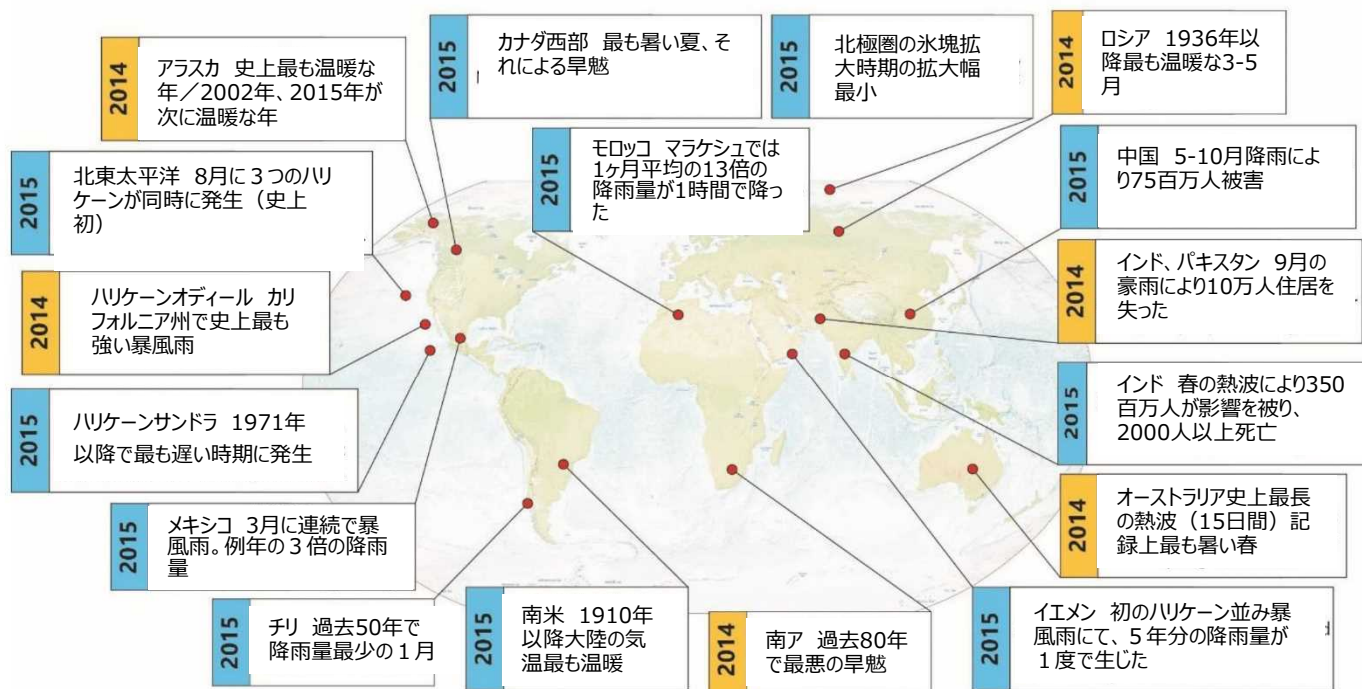 2014
アラスカ 史上最も温暖な
年／2002年、2015年が
次に温暖な年
2015
カナダ西部 最も暑い夏、そ
れによる旱魃
2015
北極圏の氷塊拡
大時期の拡大幅
最小
2014
ロシア 1936年以
降最も温暖な3-5
月
2015
北東太平洋 8月に３つのハリ
ケーンが同時に発生（史上
初）
2015
モロッコ マラケシュでは
1ヶ月平均の13倍の
降雨量が1時間で降っ
た
2015
中国 5-10月降雨によ
り75百万人被害
2014
ハリケーンオディール カリ
フォルニア州で史上最も
強い暴風雨
2014
インド、パキスタン 9月の
豪雨により10万人住居を
失った
2015
ハリケーンサンドラ 1971年
以降で最も遅い時期に発生
2015
インド 春の熱波により350
百万人が影響を被り、
2000人以上死亡
2015
メキシコ 3月に連続で暴
風雨。例年の３倍の降雨
量
2014
オーストラリア史上最長
の熱波（15日間）記
録上最も暑い春
2015
チリ 過去50年で
降雨量最少の１月
2015
南米 1910年
以降大陸の気
温最も温暖
2014
南ア 過去80年
で最悪の旱魃
2015
イエメン 初のハリケーン並み暴
風雨にて、５年分の降雨量が
１度で生じた